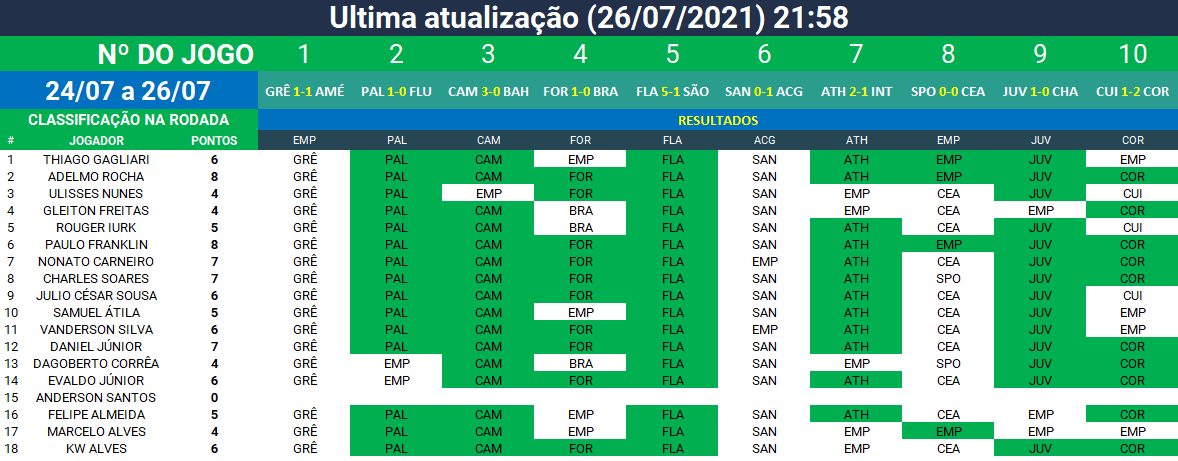 Ultima atualização (26/07/2021) 21:58
Nº DO JOGO 1 2 3 4 5 6 7 8 9 10
24/07 a 26/07 GRÊ 1-1 AMÉ PAL 1-0 FLU CAM 3-0 BAH FOR 1-0 BRA FLA 5-1 SÃO SAN 0-1 ACG ATH 2-1 INT SPO 0-0 CEA JUV 1-0 CHA CUI 1-2 COR
CLASSIFICAÇÃO NA RODADA RESULTADOS
# JOGADOR PONTOS EMP PAL CAM FOR FLA ACG ATH EMP JUV COR
1 THIAGO GAGLIARI 6 GRÊ PAL CAM EMP FLA SAN ATH EMP JUV EMP
2 ADELMO ROCHA 8 GRÊ PAL CAM FOR FLA SAN ATH EMP JUV COR
3 ULISSES NUNES 4 GRÊ PAL EMP FOR FLA SAN EMP CEA JUV CUI
4 GLEITON FREITAS 4 GRÊ PAL CAM BRA FLA SAN EMP CEA EMP COR
5 ROUGER IURK 5 GRÊ PAL CAM BRA FLA SAN ATH CEA JUV CUI
6 PAULO FRANKLIN 8 GRÊ PAL CAM FOR FLA SAN ATH EMP JUV COR
7 NONATO CARNEIRO 7 GRÊ PAL CAM FOR FLA EMP ATH CEA JUV COR
8 CHARLES SOARES 7 GRÊ PAL CAM FOR FLA SAN ATH SPO JUV COR
9 JULIO CÉSAR SOUSA 6 GRÊ PAL CAM FOR FLA SAN ATH CEA JUV CUI
10 SAMUEL ÁTILA 5 GRÊ PAL CAM EMP FLA SAN ATH CEA JUV EMP
11 VANDERSON SILVA 6 GRÊ PAL CAM FOR FLA EMP ATH CEA JUV EMP
12 DANIEL JÚNIOR 7 GRÊ PAL CAM FOR FLA SAN ATH CEA JUV COR
13 DAGOBERTO CORRÊA 4 GRÊ EMP CAM BRA FLA SAN EMP SPO JUV COR
14 EVALDO JÚNIOR 6 GRÊ EMP CAM FOR FLA SAN ATH CEA JUV COR
15 ANDERSON SANTOS 0
16 FELIPE ALMEIDA 5 GRÊ PAL CAM EMP FLA SAN ATH CEA EMP COR
17 MARCELO ALVES 4 GRÊ PAL CAM EMP FLA SAN EMP EMP EMP EMP
18 KW ALVES 6 GRÊ PAL CAM FOR FLA SAN EMP CEA JUV COR